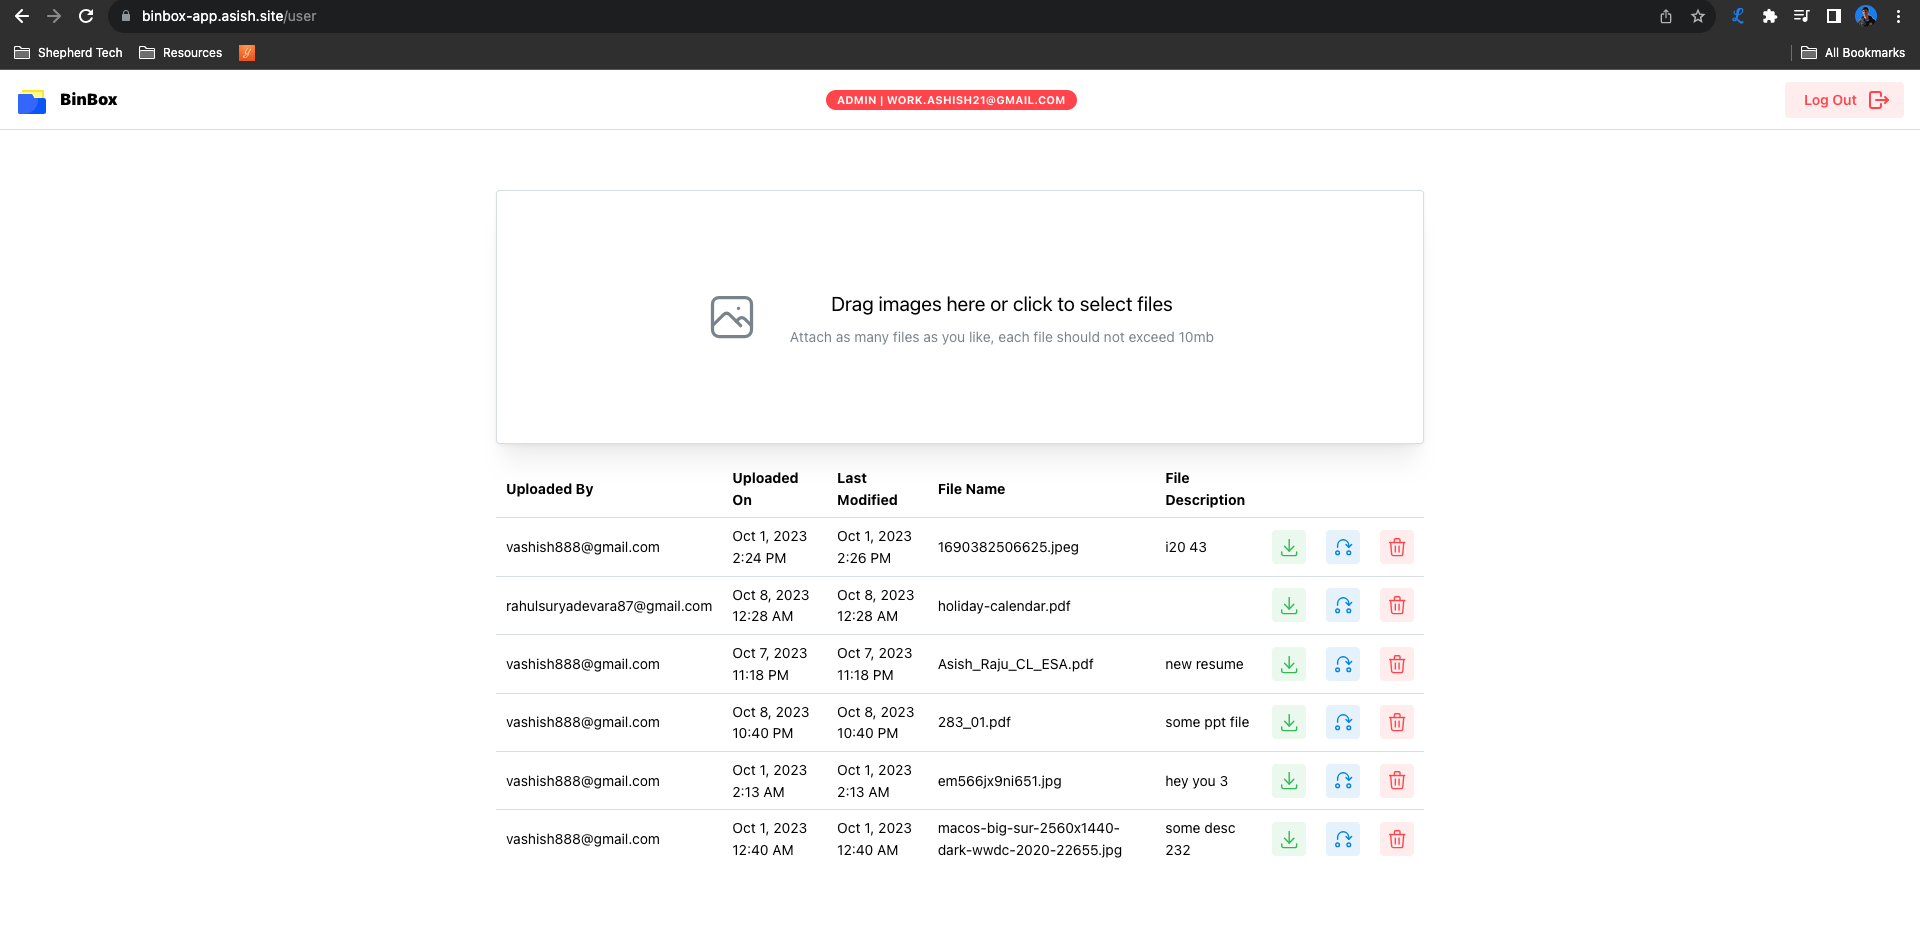 binbox-app.asish.site/user
Shepherd Tech Resources All Bookmarks
BinBox ADMIN | WORK.ASHISH21@GMAIL.COM Log Out
Drag images here or click to select files
Attach as many files as you like, each file should not exceed 10mb
Uploaded By Uploaded On Last Modified File Name File Description
vashish888@gmail.com Oct 1, 2023 2:24 PM Oct 1, 2023 2:26 PM 1690382506625.jpeg i20 43
rahulsuryadevara87@gmail.com Oct 8, 2023 12:28 AM Oct 8, 2023 12:28 AM holiday-calendar.pdf
vashish888@gmail.com Oct 7, 2023 11:18 PM Oct 7, 2023 11:18 PM Asish_Raju_CL_ESA.pdf new resume
vashish888@gmail.com Oct 8, 2023 10:40 PM Oct 8, 2023 10:40 PM 283_01.pdf some ppt file
vashish888@gmail.com Oct 1, 2023 2:13 AM Oct 1, 2023 2:13 AM em566jx9ni651.jpg hey you 3
vashish888@gmail.com Oct 1, 2023 12:40 AM Oct 1, 2023 12:40 AM macos-big-sur-2560x1440-dark-wwdc-2020-22655.jpg some desc 232